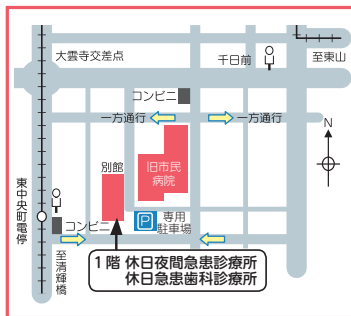 大雲寺交差点
千日前
至東山
コンビニ
一方通行
一方通行
N
別館
旧市民
病院
東中央町電停
P
専用
駐車場
コンビニ
至清輝橋
1階 休日夜間急患診療所
休日急患歯科診療所